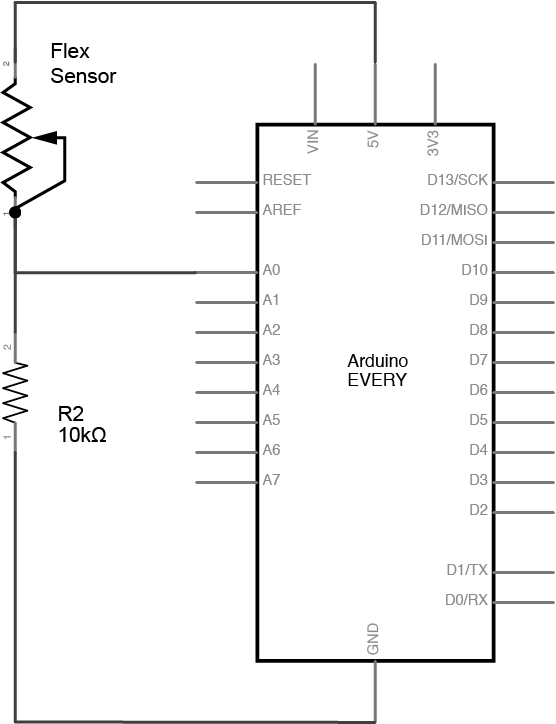 2
Flex
Sensor
1
2
R2
10kΩ
1
VIN
5V
3V3
RESET
AREF
A0
A1
A2
A3
A4
A5
A6
A7
Arduino
EVERY
D13/SCK
D12/MISO
D11/MOSI
D10
D9
D8
D7
D6
D5
D4
D3
D2
D1/TX
D0/RX
GND